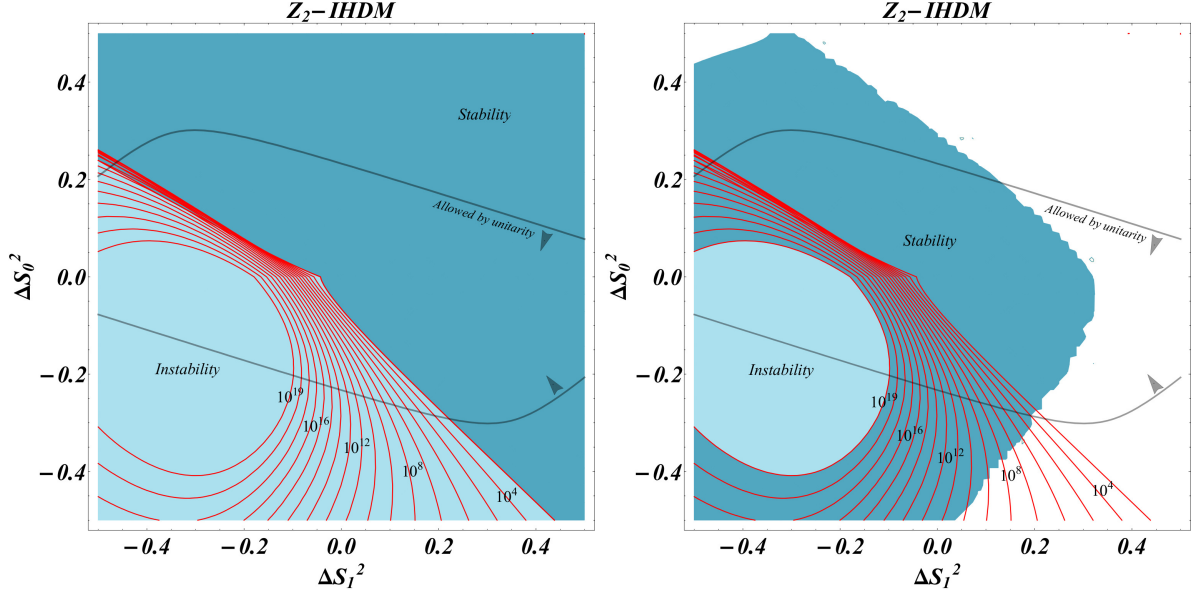 Z₂−IHDM
0.4
0.2
0.0
−0.2
−0.4
ΔS₀²
Stability
Allowed by unitarity
Instability
10¹⁹
10¹⁶
10¹²
10⁸
10⁴
−0.4 −0.2 0.0 0.2 0.4
ΔS₁²
Z₂−IHDM
0.4
0.2
0.0
−0.2
−0.4
ΔS₀²
Allowed by unitarity
Stability
Instability
10¹⁹
10¹⁶
10¹²
10⁸
10⁴
−0.4 −0.2 0.0 0.2 0.4
ΔS₁²